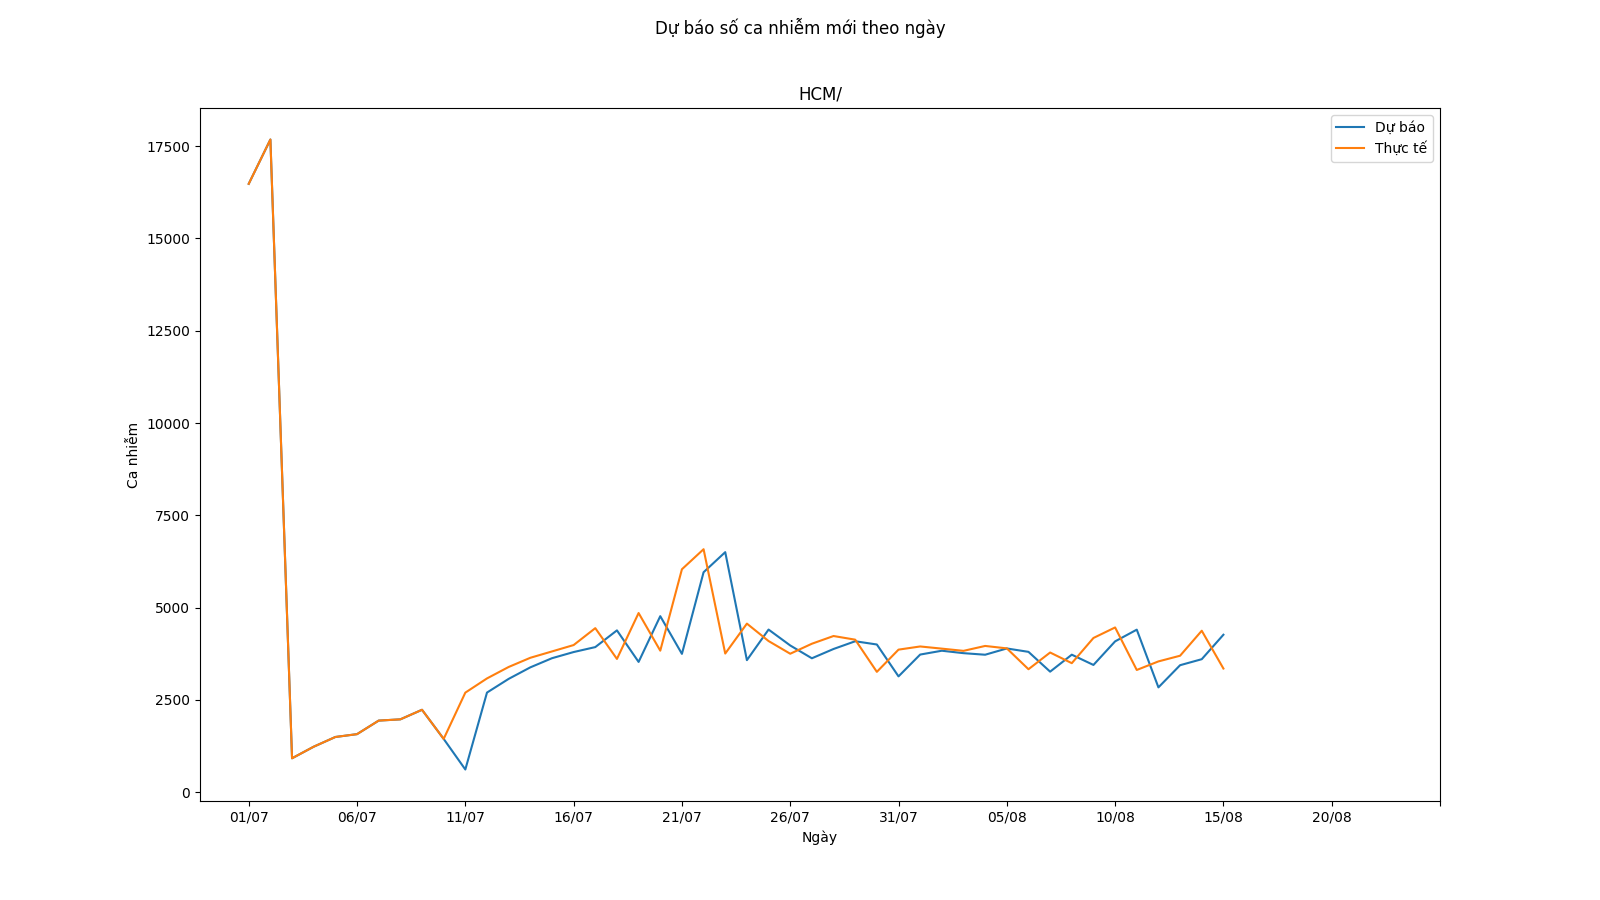 Dự báo số ca nhiễm mới theo ngày
HCM/
Dự báo
Thực tế
17500
15000
12500
10000
7500
5000
2500
0
Ca nhiễm
01/07 06/07 11/07 16/07 21/07 26/07 31/07 05/08 10/08 15/08 20/08
Ngày